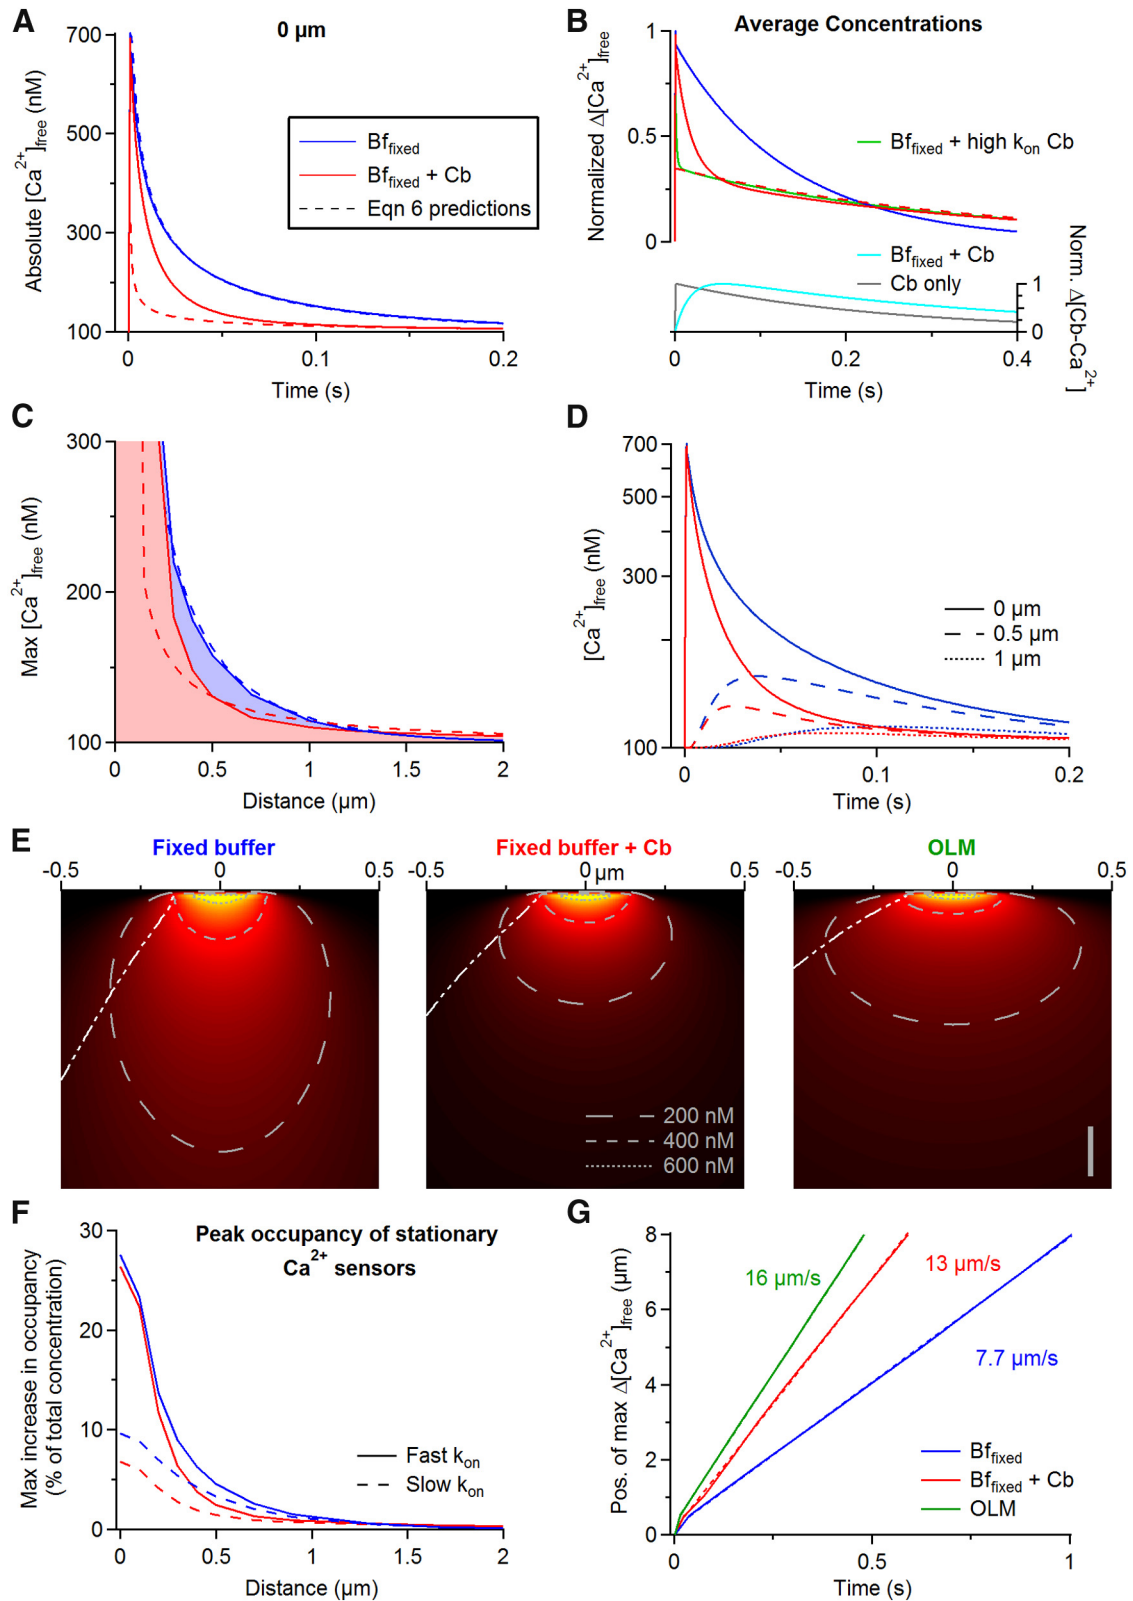 A
0 µm
700
500
300
100
Absolute [Ca2+]free (nM)
Bffixed
Bffixed + Cb
Eqn 6 predictions
0
0.1
0.2
Time (s)
B
Average Concentrations
1
0.5
0
Normalized Δ[Ca2+]free
Bffixed + high kon Cb
Bffixed + Cb
Cb only
1
0
Norm. Δ[Cb-Ca2+]
0
0.2
0.4
Time (s)
C
300
200
100
Max [Ca2+]free (nM)
0
0.5
1
1.5
2
Distance (µm)
D
700
500
300
100
[Ca2+]free (nM)
0 µm
0.5 µm
1 µm
0
0.1
0.2
Time (s)
E
Fixed buffer
Fixed buffer + Cb
OLM
-0.5 0 0.5
-0.5 0 0.5
-0.5 0 0.5
µm
200 nM
400 nM
600 nM
F
Peak occupancy of stationary
Ca2+ sensors
30
20
10
0
Max increase in occupancy
(% of total concentration)
Fast kon
Slow kon
0
0.5
1
1.5
2
Distance (µm)
G
8
6
4
2
0
Pos. of max Δ[Ca2+]free (µm)
16 µm/s
13 µm/s
7.7 µm/s
Bffixed
Bffixed + Cb
OLM
0
0.5
1
Time (s)